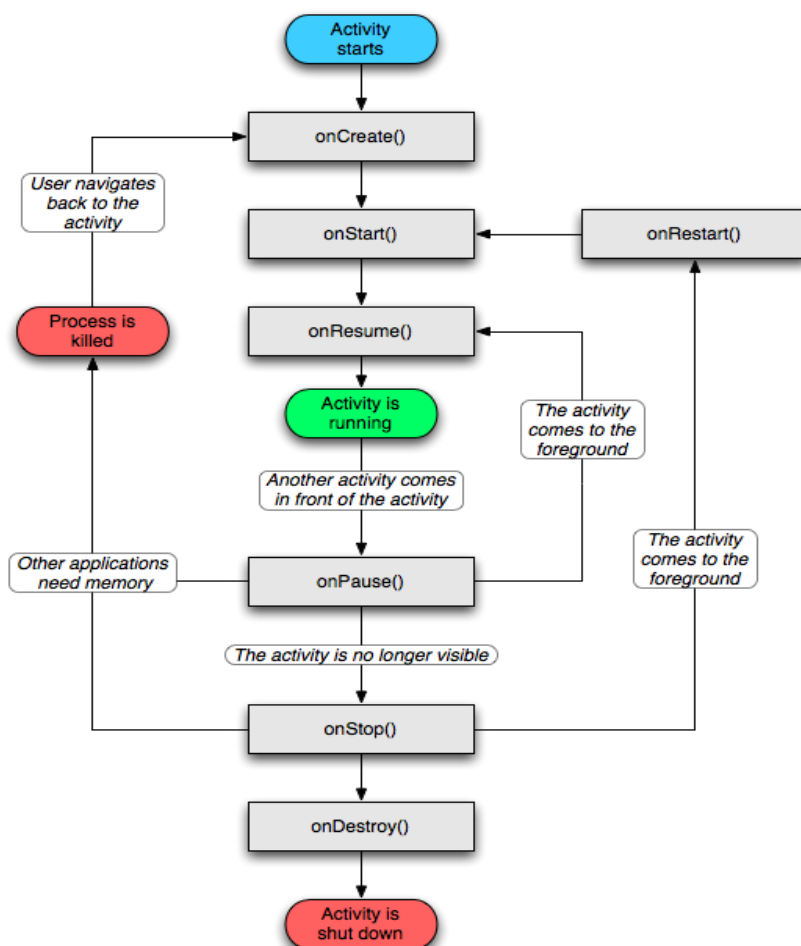 Activity
starts
onCreate()
User navigates
back to the
activity
onStart()
onRestart()
Process is
killed
onResume()
Activity is
running
The activity
comes to the
foreground
Another activity comes
in front of the activity
Other applications
need memory
onPause()
The activity
comes to the
foreground
The activity is no longer visible
onStop()
onDestroy()
Activity is
shut down